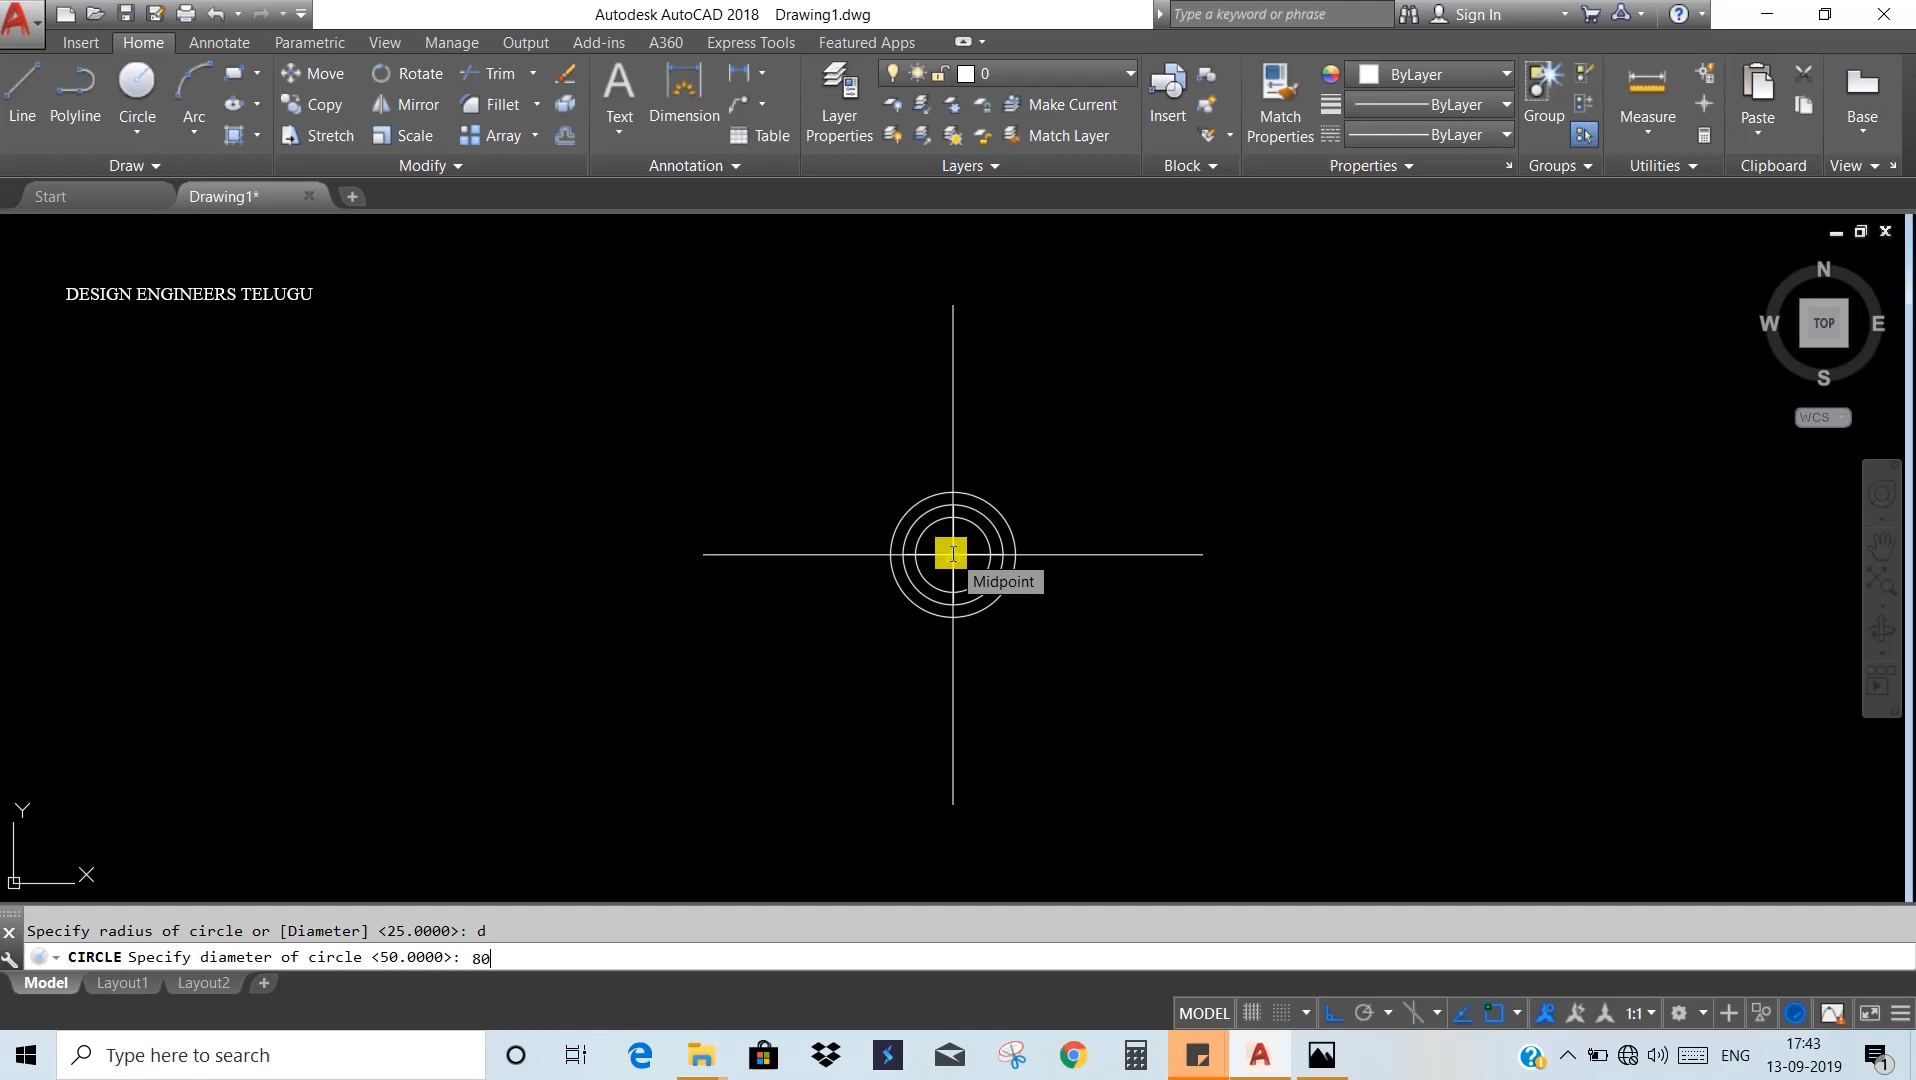 Autodesk AutoCAD 2018 Drawing1.dwg
Type a keyword or phrase
Sign In
Insert Home Annotate Parametric View Manage Output Add-ins A360 Express Tools Featured Apps
Line Polyline Circle Arc
Move Rotate Trim
Copy Mirror Fillet
Stretch Scale Array
Text Dimension
Table
Layer
Properties
0
Make Current
Match Layer
Insert
Match
Properties
ByLayer
ByLayer
ByLayer
Group
Measure
Paste
Base
Draw Modify Annotation Layers Block Properties Groups Utilities Clipboard View
Start Drawing1*
DESIGN ENGINEERS TELUGU
N
W TOP E
S
WCS
Midpoint
Y
X
Specify radius of circle or [Diameter] <25.0000>: d
CIRCLE Specify diameter of circle <50.0000>: 80
Model Layout1 Layout2
MODEL 1:1
Type here to search
ENG
17:43
13-09-2019
1